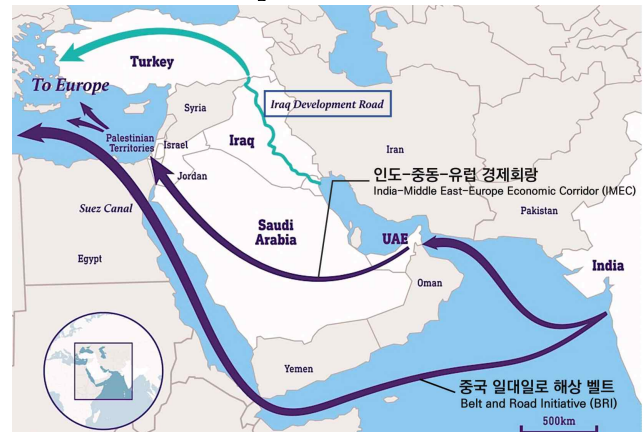 Turkey
To Europe
Iraq Development Road
Syria
Palestinian
Territories
Israel
Iraq
Iran
Jordan
인도-중동-유럽 경제회랑
India-Middle East-Europe Economic Corridor (IMEC)
Suez Canal
Pakistan
Saudi
Arabia
UAE
Egypt
Oman
India
Yemen
중국 일대일로 해상 벨트
Belt and Road Initiative (BRI)
500km